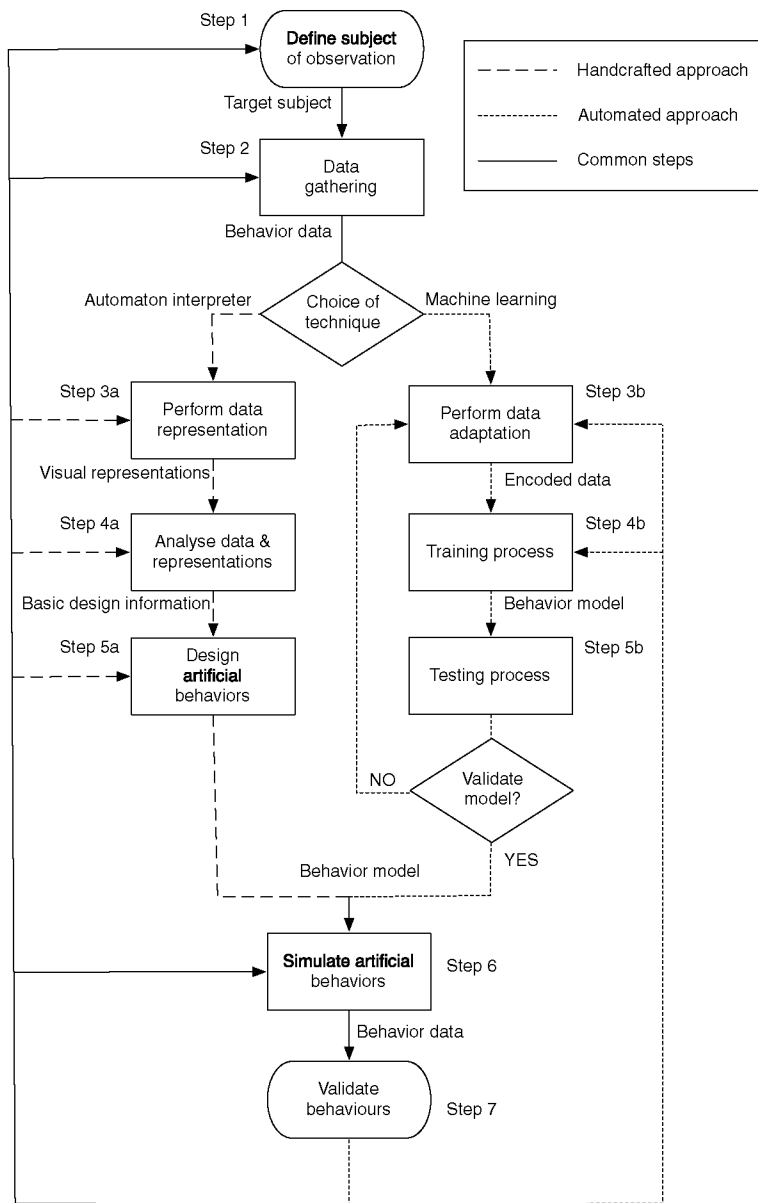 Step 1
Define subject
of observation
Handcrafted approach
Automated approach
Common steps
Target subject
Step 2
Data
gathering
Behavior data
Automaton interpreter
Choice of
technique
Machine learning
Step 3a
Perform data
representation
Step 3b
Perform data
adaptation
Visual representations
Encoded data
Step 4a
Analyse data &
representations
Step 4b
Training process
Basic design information
Behavior model
Step 5a
Design
artificial
behaviors
Step 5b
Testing process
NO
Validate
model?
YES
Behavior model
Simulate artificial
behaviors
Step 6
Behavior data
Validate
behaviours
Step 7